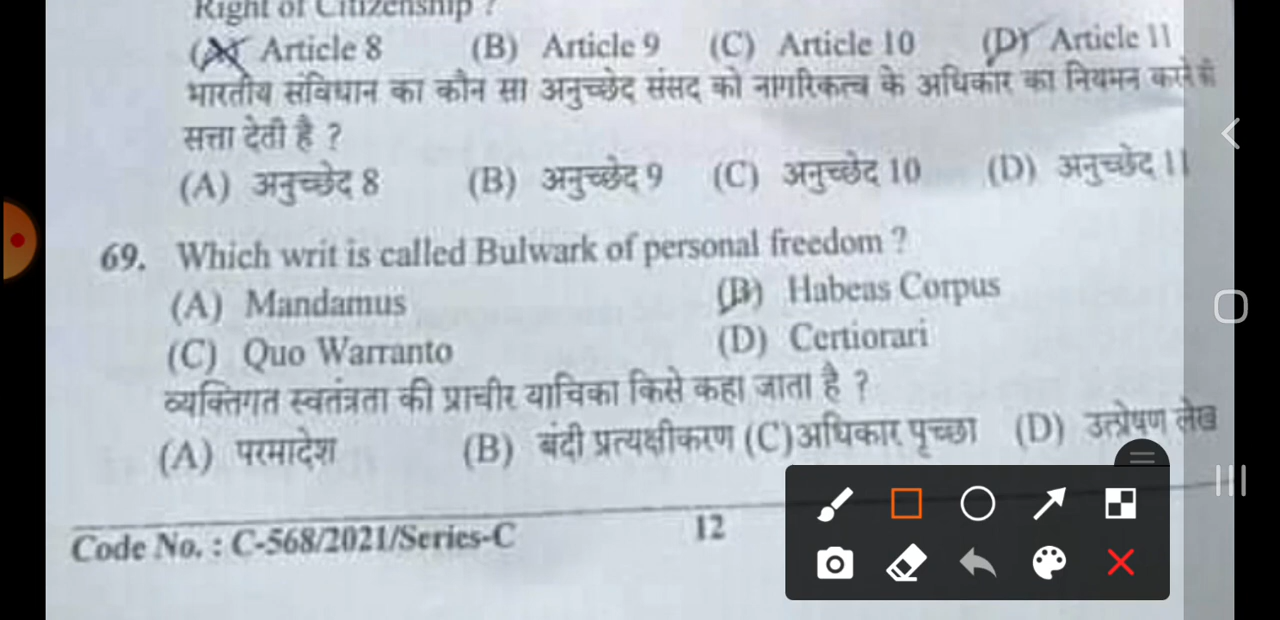 Right of Citizenship ?
(A) Article 8 (B) Article 9 (C) Article 10 (D) Article 11
भारतीय संविधान का कौन सा अनुच्छेद संसद को नागरिकत्व के अधिकार का नियमन करने की
सत्ता देती है ?
(A) अनुच्छेद 8 (B) अनुच्छेद 9 (C) अनुच्छेद 10 (D) अनुच्छेद 11
69. Which writ is called Bulwark of personal freedom ?
(A) Mandamus (B) Habeas Corpus
(C) Quo Warranto (D) Certiorari
व्यक्तिगत स्वतंत्रता की प्राचीर याचिका किसे कहा जाता है ?
(A) परमादेश (B) बंदी प्रत्यक्षीकरण (C) अधिकार पृच्छा (D) उत्प्रेषण लेख
Code No. : C-568/2021/Series-C 12